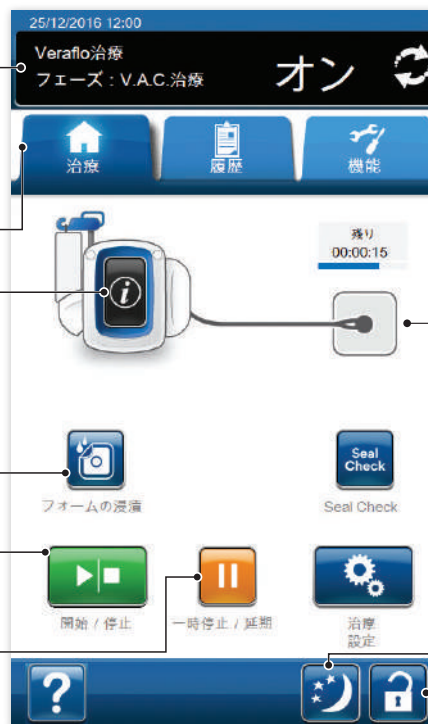 25/12/2016 12:00
Veraflo治療
フェーズ：V.A.C.治療
オン
治療
履歴
機能
残り
00:00:15
i
フォームの浸漬
Seal
Check
Seal Check
開始 / 停止
一時停止 / 延期
治療
設定
?